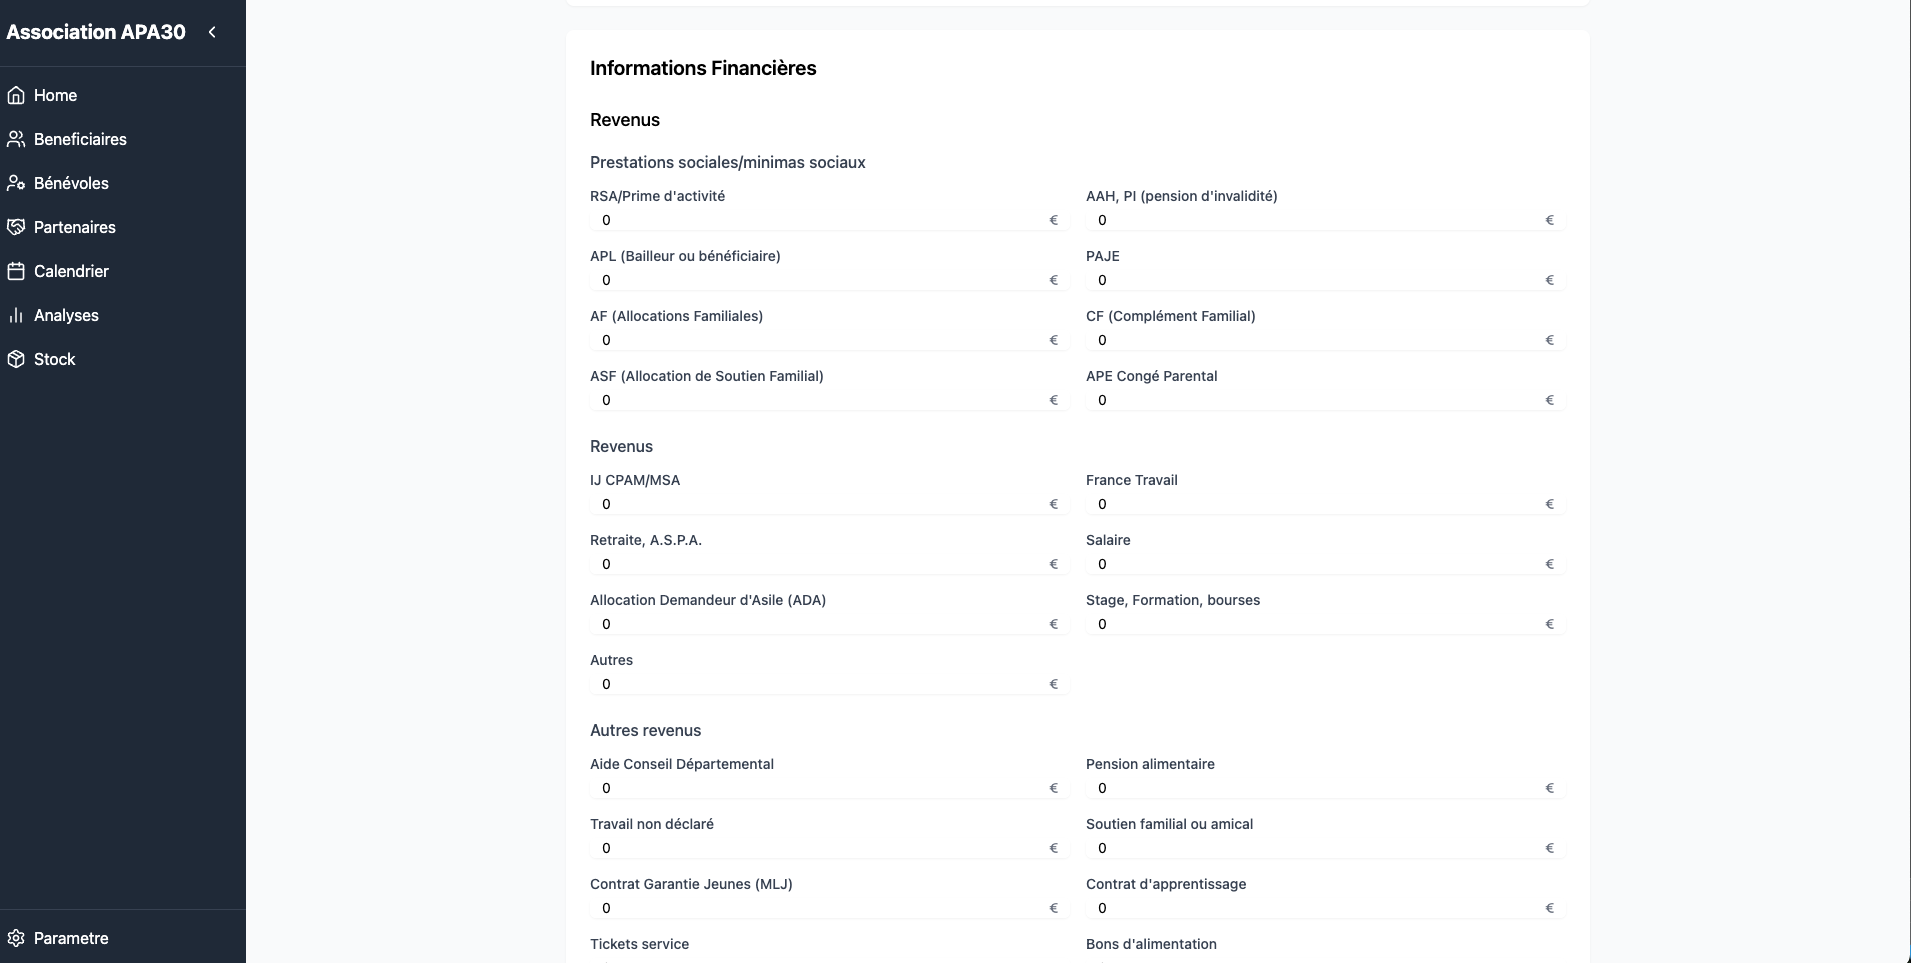 Association APA30
Home
Beneficiaires
Bénévoles
Partenaires
Calendrier
Analyses
Stock
Parametre
Informations Financières
Revenus
Prestations sociales/minimas sociaux
RSA/Prime d'activité
0 €
AAH, PI (pension d'invalidité)
0 €
APL (Bailleur ou bénéficiaire)
0 €
PAJE
0 €
AF (Allocations Familiales)
0 €
CF (Complément Familial)
0 €
ASF (Allocation de Soutien Familial)
0 €
APE Congé Parental
0 €
Revenus
IJ CPAM/MSA
0 €
France Travail
0 €
Retraite, A.S.P.A.
0 €
Salaire
0 €
Allocation Demandeur d'Asile (ADA)
0 €
Stage, Formation, bourses
0 €
Autres
0 €
Autres revenus
Aide Conseil Départemental
0 €
Pension alimentaire
0 €
Travail non déclaré
0 €
Soutien familial ou amical
0 €
Contrat Garantie Jeunes (MLJ)
0 €
Contrat d'apprentissage
0 €
Tickets service
Bons d'alimentation